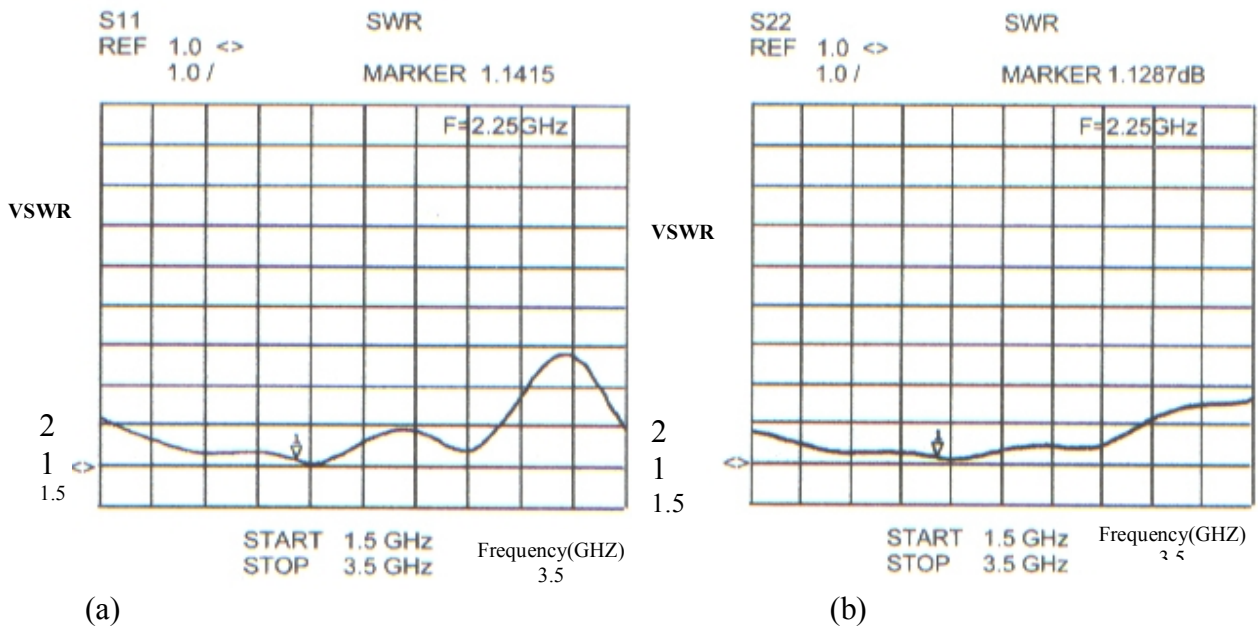 S11 SWR
REF 1.0 <>
1.0 / MARKER 1.1415
F=2.25GHz
VSWR
2
1
<>
1.5
START 1.5 GHz
STOP 3.5 GHz
Frequency(GHZ)
3.5
(a)
S22 SWR
REF 1.0 <>
1.0 / MARKER 1.1287dB
F=2.25GHz
VSWR
2
1
<>
1.5
START 1.5 GHz
STOP 3.5 GHz
Frequency(GHZ)
3.5
(b)